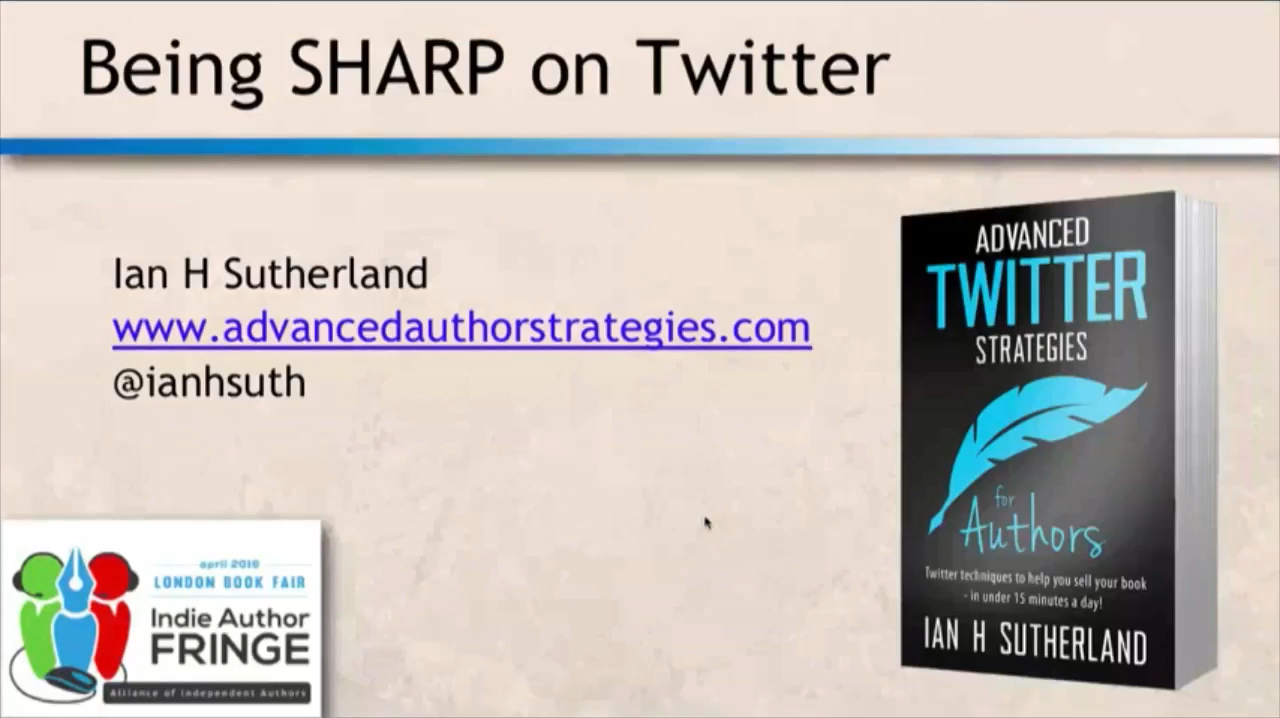 Being SHARP on Twitter
Ian H Sutherland
www.advancedauthorstrategies.com
@ianhsuth
ADVANCED
TWITTER
STRATEGIES
for
Authors
Twitter techniques to help you sell your book
- in under 15 minutes a day!
IAN H SUTHERLAND
april 2016
LONDON BOOK FAIR
Indie Author
FRINGE
Alliance of Independent Authors